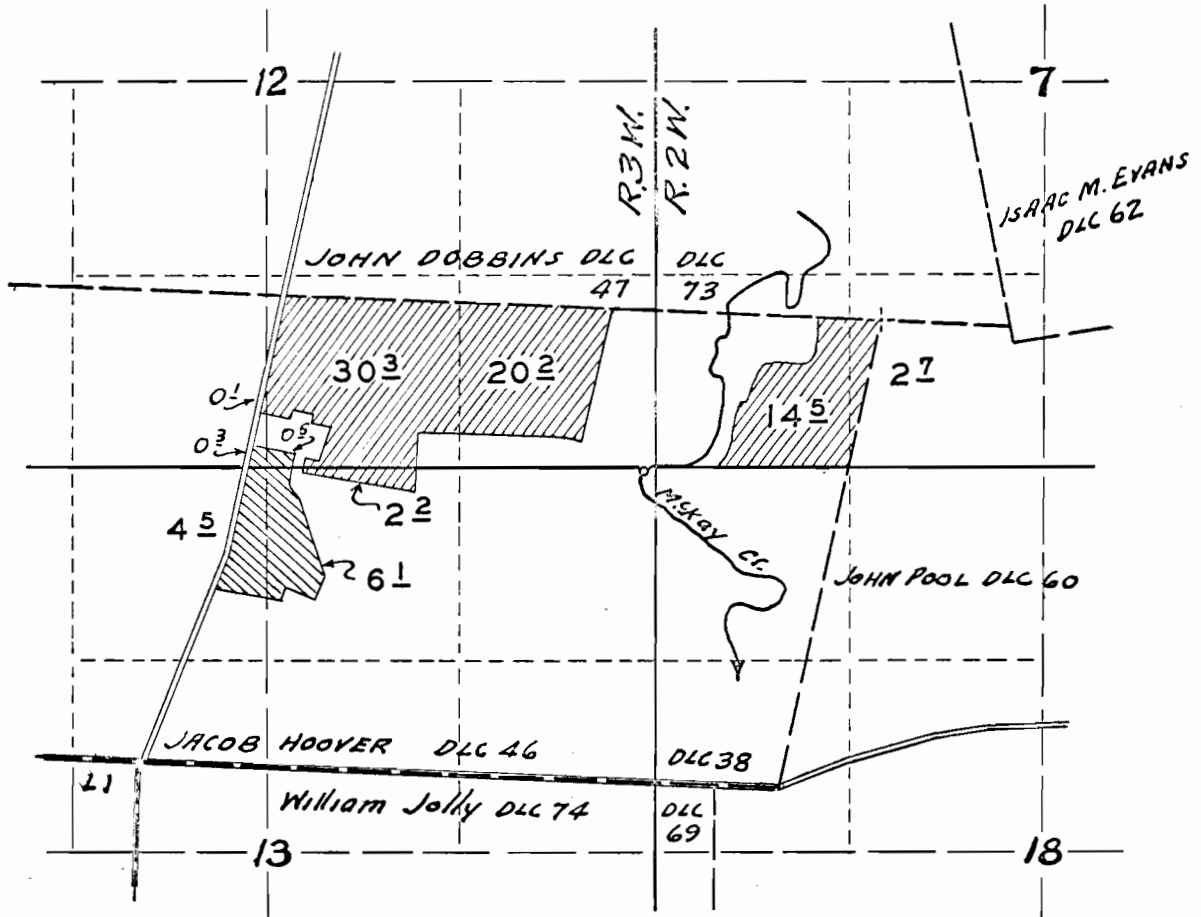 12
7
R.3W.
R.2W.
ISAAC M. EVANS
DLC 62
JOHN DOBBINS DLC
47
DLC
73
30 3
20 2
2 7
0 1
14 5
0 3
0 5
2 2
4 5
6 1
McKay Cr.
JOHN POOL DLC 60
JACOB HOOVER DLC 46
DLC 38
11
William Jolly DLC 74
DLC
69
13
18